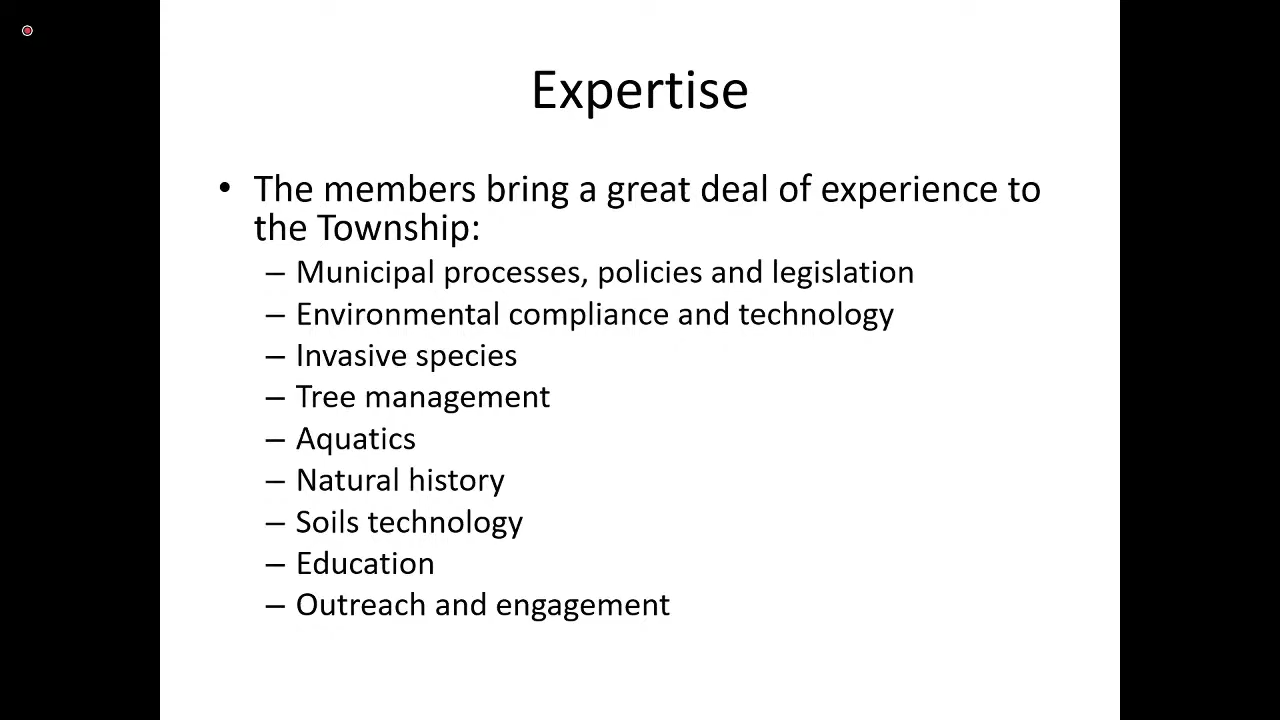 Expertise
• The members bring a great deal of experience to
the Township:
– Municipal processes, policies and legislation
– Environmental compliance and technology
– Invasive species
– Tree management
– Aquatics
– Natural history
– Soils technology
– Education
– Outreach and engagement